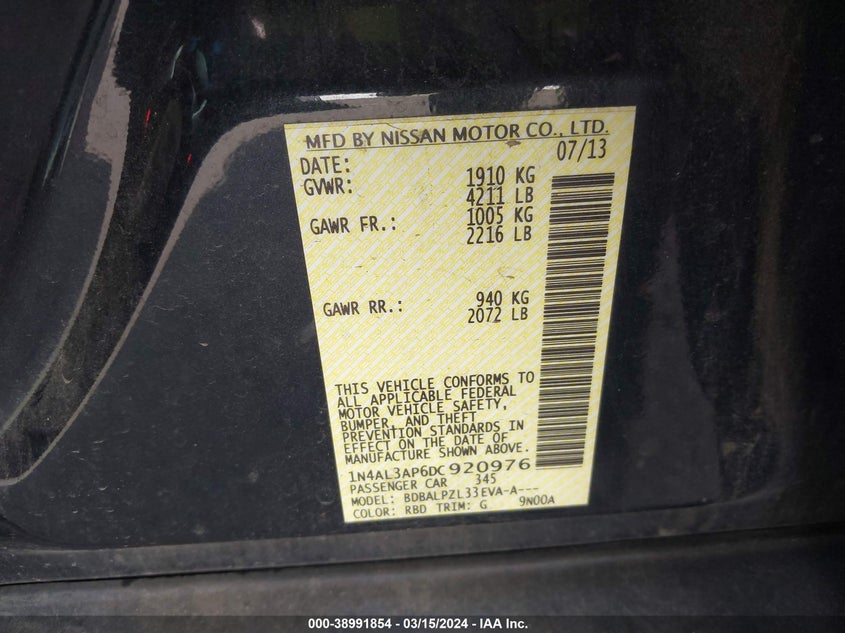 MFD BY NISSAN MOTOR CO., LTD.
DATE: 07/13
GVWR: 1910 KG
4211 LB
GAWR FR.: 1005 KG
2216 LB
GAWR RR.: 940 KG
2072 LB
THIS VEHICLE CONFORMS TO
ALL APPLICABLE FEDERAL
MOTOR VEHICLE SAFETY,
BUMPER, AND THEFT
PREVENTION STANDARDS IN
EFFECT ON THE DATE OF
MANUFACTURE SHOWN ABOVE.
1N4AL3AP6DC920976
PASSENGER CAR 345
MODEL: BDBALPZL33EVA-A---
COLOR: RBD TRIM: G 9N00A
000-38991854 - 03/15/2024 - IAA Inc.